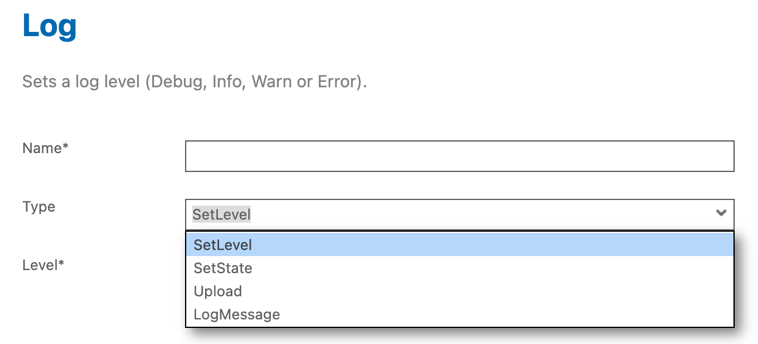 Log
Sets a log level (Debug, Info, Warn or Error).
Name*
Type
SetLevel
SetLevel
Level*
SetState
Upload
LogMessage